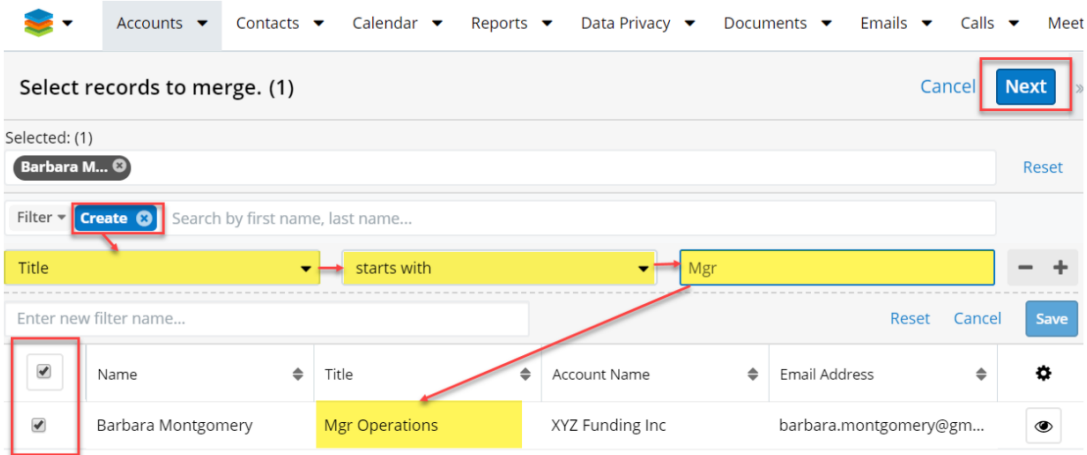 Accounts Contacts Calendar Reports Data Privacy Documents Emails Calls Meet
Select records to merge. (1) Cancel Next »
Selected: (1)
Barbara M... Reset
Filter Create Search by first name, last name...
Title starts with Mgr
Enter new filter name... Reset Cancel Save
Name Title Account Name Email Address
Barbara Montgomery Mgr Operations XYZ Funding Inc barbara.montgomery@gm...